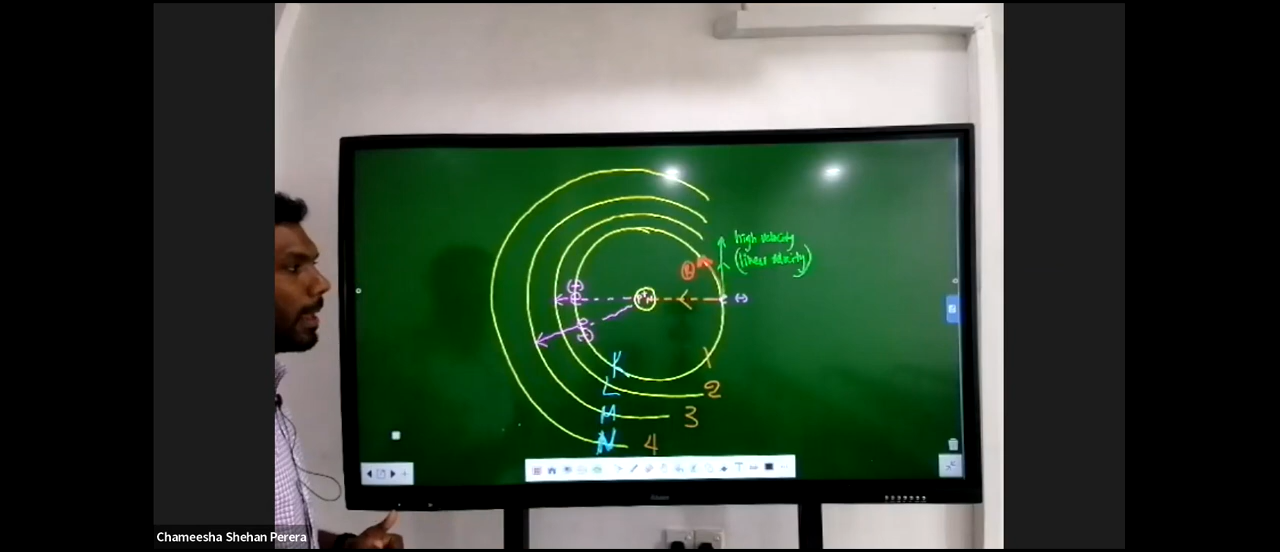 high velocity
(linear velocity)
(+)
e
P+N
e
(-)
K
1
L
2
M
3
N
4
Chameesha Shehan Perera